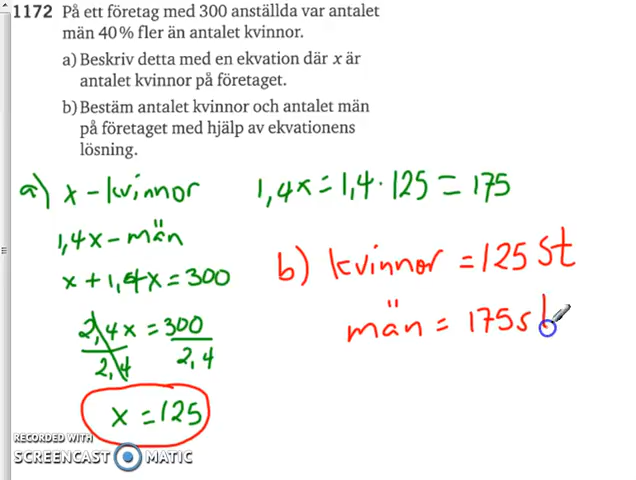 1172 På ett företag med 300 anställda var antalet
män 40 % fler än antalet kvinnor.
a) Beskriv detta med en ekvation där x är
antalet kvinnor på företaget.
b) Bestäm antalet kvinnor och antalet män
på företaget med hjälp av ekvationens
lösning.
a) x - kvinnor
1,4x - män
x + 1,4x = 300
2,4x = 300
2,4 2,4
x = 125
1,4x = 1,4 · 125 = 175
b) kvinnor = 125 st
män = 175 st
RECORDED WITH
SCREENCAST MATIC